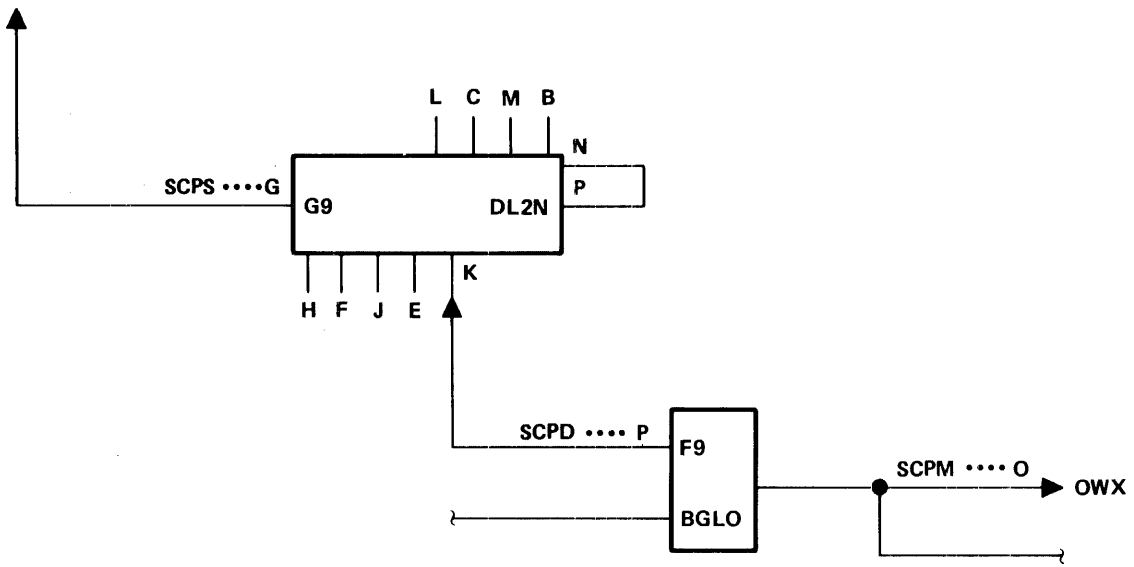 L C M B
N
SCPS ····G
P
G9
DL2N
K
H F J E
SCPD ···· P
F9
SCPM ···· O
OWX
BGLO